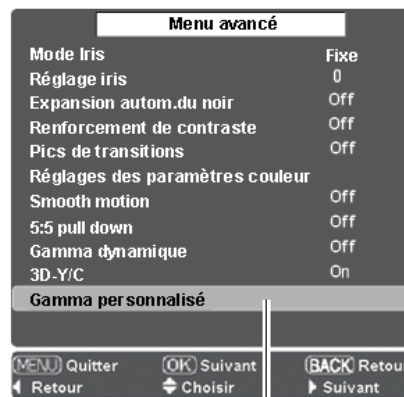 Menu avancé
Mode Iris Fixe
Réglage iris 0
Expansion autom.du noir Off
Renforcement de contraste Off
Pics de transitions Off
Réglages des paramètres couleur
Smooth motion Off
5:5 pull down Off
Gamma dynamique Off
3D-Y/C On
Gamma personnalisé
MENU Quitter OK Suivant BACK Retour
Retour Choisir Suivant